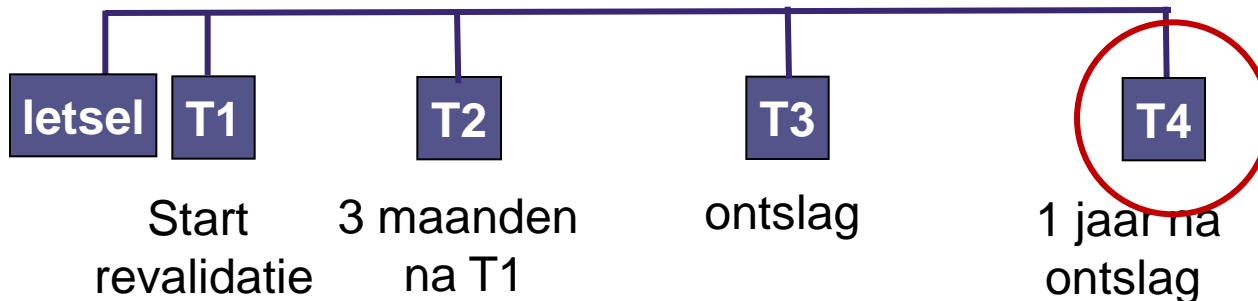 letsel
T1
T2
T3
T4
Start
revalidatie
3 maanden
na T1
ontslag
1 jaar na
ontslag